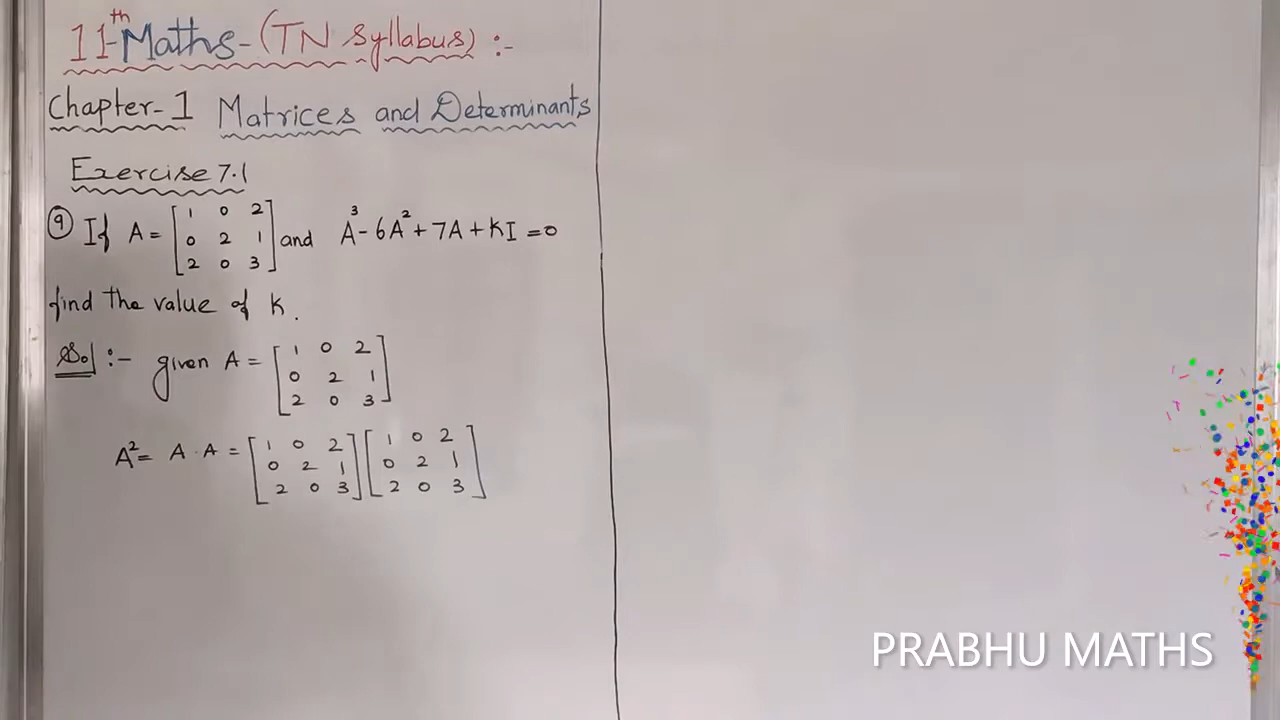 11th Maths - (TN Syllabus) :-
Chapter-1 Matrices and Determinants
Exercise 7.1
9 If A = [1 0 2
0 2 1
2 0 3] and A³ - 6A² + 7A + KI = 0
find the value of K.
Sol :- given A = [1 0 2
0 2 1
2 0 3]
A² = A · A = [1 0 2] [1 0 2]
0 2 1 0 2 1
2 0 3 2 0 3
PRABHU MATHS